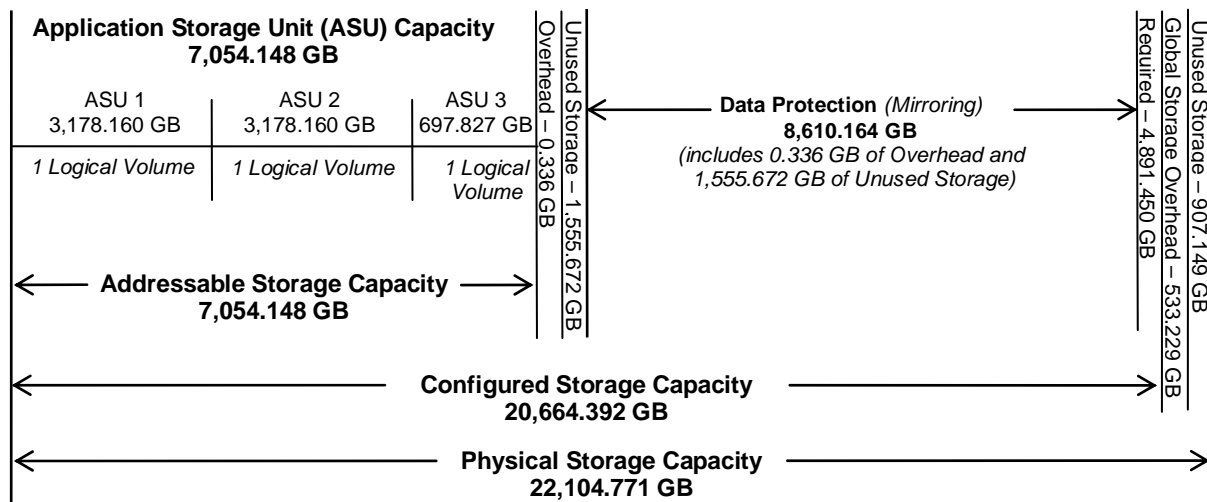 Application Storage Unit (ASU) Capacity
7,054.148 GB
ASU 1
3,178.160 GB
ASU 2
3,178.160 GB
ASU 3
697.827 GB
1 Logical Volume
1 Logical Volume
1 Logical
Volume
Overhead – 0.336 GB
Unused Storage – 1,555.672 GB
Data Protection (Mirroring)
8,610.164 GB
(includes 0.336 GB of Overhead and
1,555.672 GB of Unused Storage)
Required – 4,891.450 GB
Global Storage Overhead – 533.229 GB
Unused Storage – 907.149 GB
Addressable Storage Capacity
7,054.148 GB
Configured Storage Capacity
20,664.392 GB
Physical Storage Capacity
22,104.771 GB